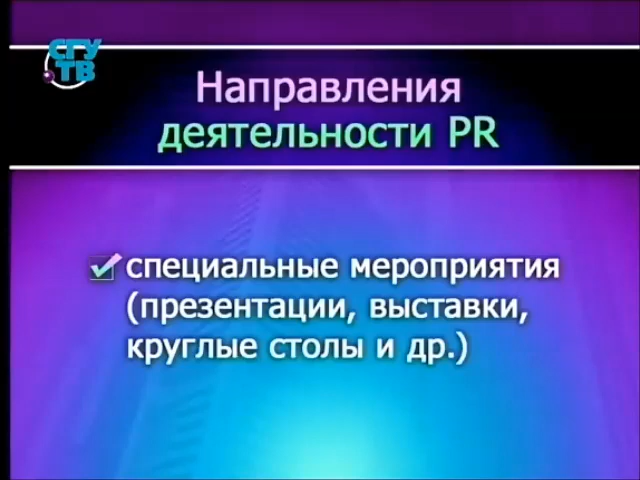 СГУ
ТВ
Направления
деятельности PR
специальные мероприятия
(презентации, выставки,
круглые столы и др.)